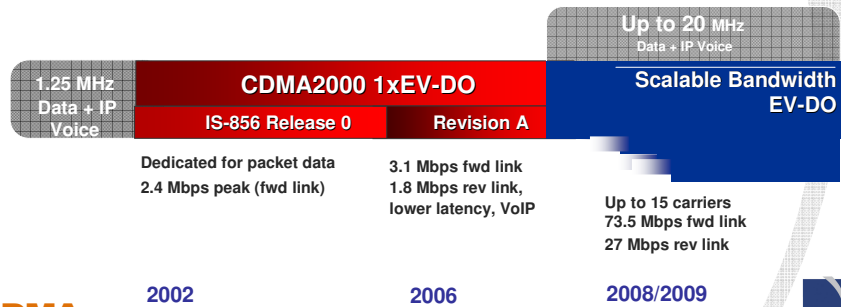 Up to 20 MHz
Data + IP Voice
1.25 MHz
Data + IP
Voice
CDMA2000 1xEV-DO
IS-856 Release 0
Revision A
Scalable Bandwidth
EV-DO
Dedicated for packet data
2.4 Mbps peak (fwd link)
3.1 Mbps fwd link
1.8 Mbps rev link,
lower latency, VoIP
Up to 15 carriers
73.5 Mbps fwd link
27 Mbps rev link
2002
2006
2008/2009